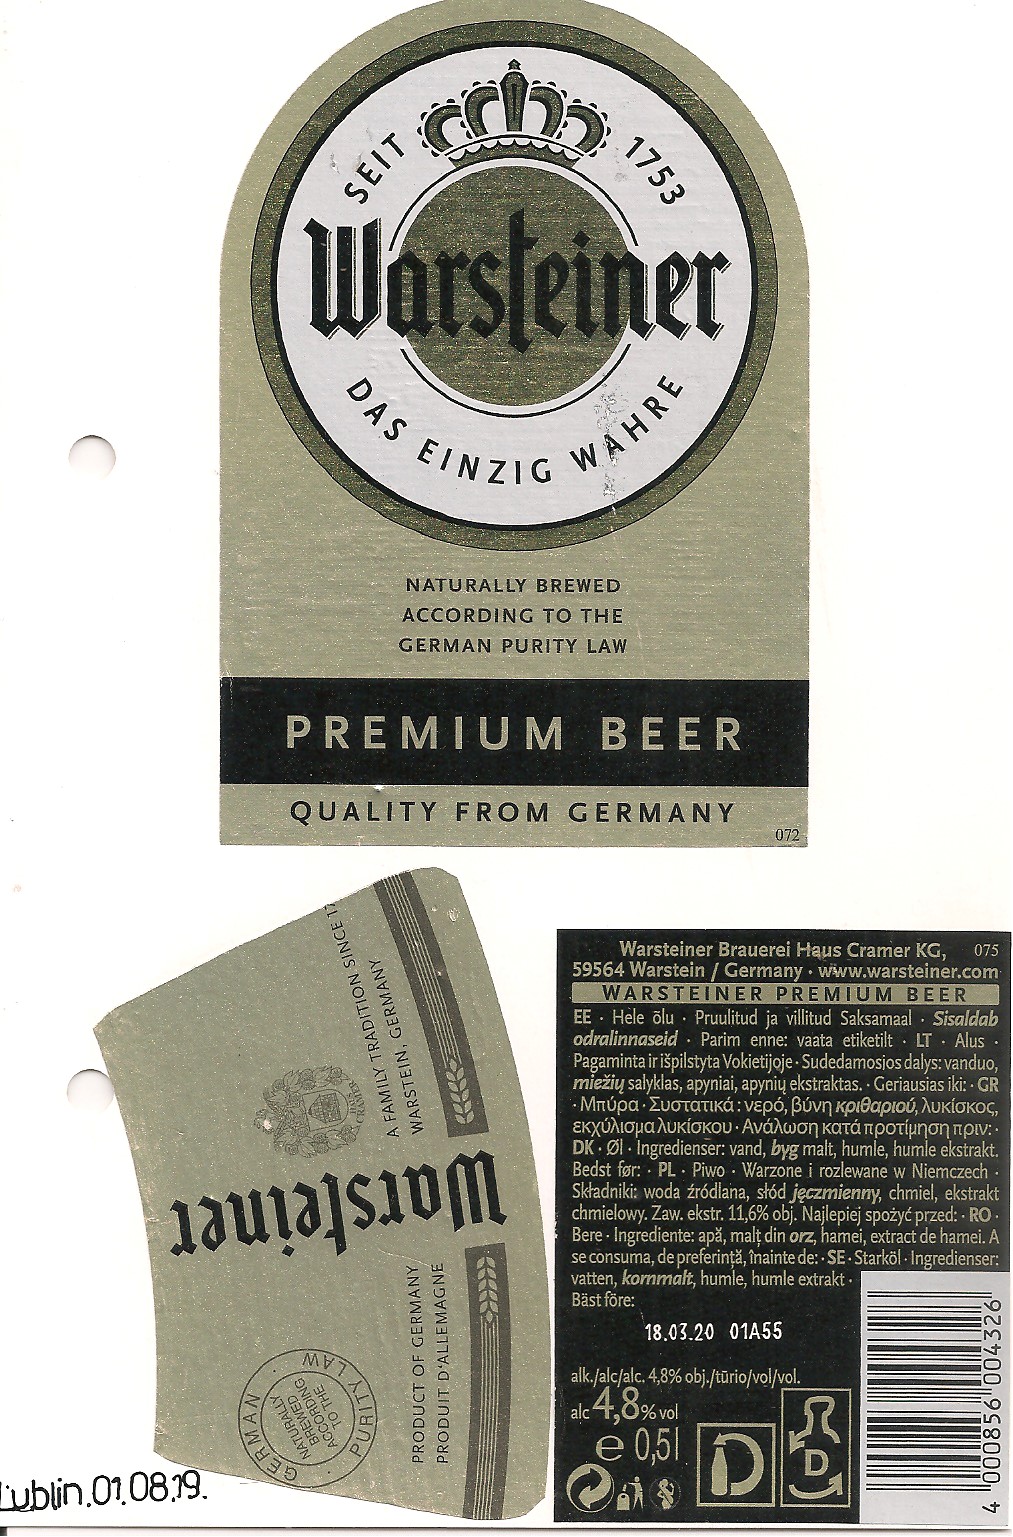 SEIT 1753
Warsteiner
DAS EINZIG WAHRE
NATURALLY BREWED
ACCORDING TO THE
GERMAN PURITY LAW
PREMIUM BEER
QUALITY FROM GERMANY
072
A FAMILY TRADITION SINCE 17
WARSTEIN, GERMANY
Warsteiner
PRODUCT OF GERMANY
PRODUIT D'ALLEMAGNE
GERMAN · PURITY LAW ·
NATURALLY
BREWED
ACCORDING
TO THE
Lublin.01.08.19.
Warsteiner Brauerei Haus Cramer KG, 075
59564 Warstein / Germany · www.warsteiner.com
WARSTEINER PREMIUM BEER
EE · Hele õlu · Pruulitud ja villitud Saksamaal · Sisaldab
odralinnaseid · Parim enne: vaata etiketilt · LT · Alus ·
Pagaminta ir išpilstyta Vokietijoje · Sudedamosios dalys: vanduo,
miežių salyklas, apyniai, apynių ekstraktas. · Geriausias iki: · GR
· Μπύρα · Συστατικά : νερό, βύνη κριθαριού, λυκίσκος,
εκχύλισμα λυκίσκου · Ανάλωση κατά προτίμηση πριν: ·
DK · Øl · Ingredienser: vand, byg malt, humle, humle ekstrakt.
Bedst før: · PL · Piwo · Warzone i rozlewane w Niemczech ·
Składniki: woda źródlana, słód jęczmienny, chmiel, ekstrakt
chmielowy. Zaw. ekstr. 11,6% obj. Najlepiej spożyć przed: · RO ·
Bere · Ingrediente: apă, malț din orz, hamei, extract de hamei. A
se consuma, de preferință, înainte de: · SE · Starköl · Ingredienser:
vatten, kornmalt, humle, humle extrakt ·
Bäst före:
18.03.20 01A55
alk./alc/alc. 4,8% obj./tūrio/vol/vol.
alc 4,8% vol
e 0,5l
D
D
4 000856 004326